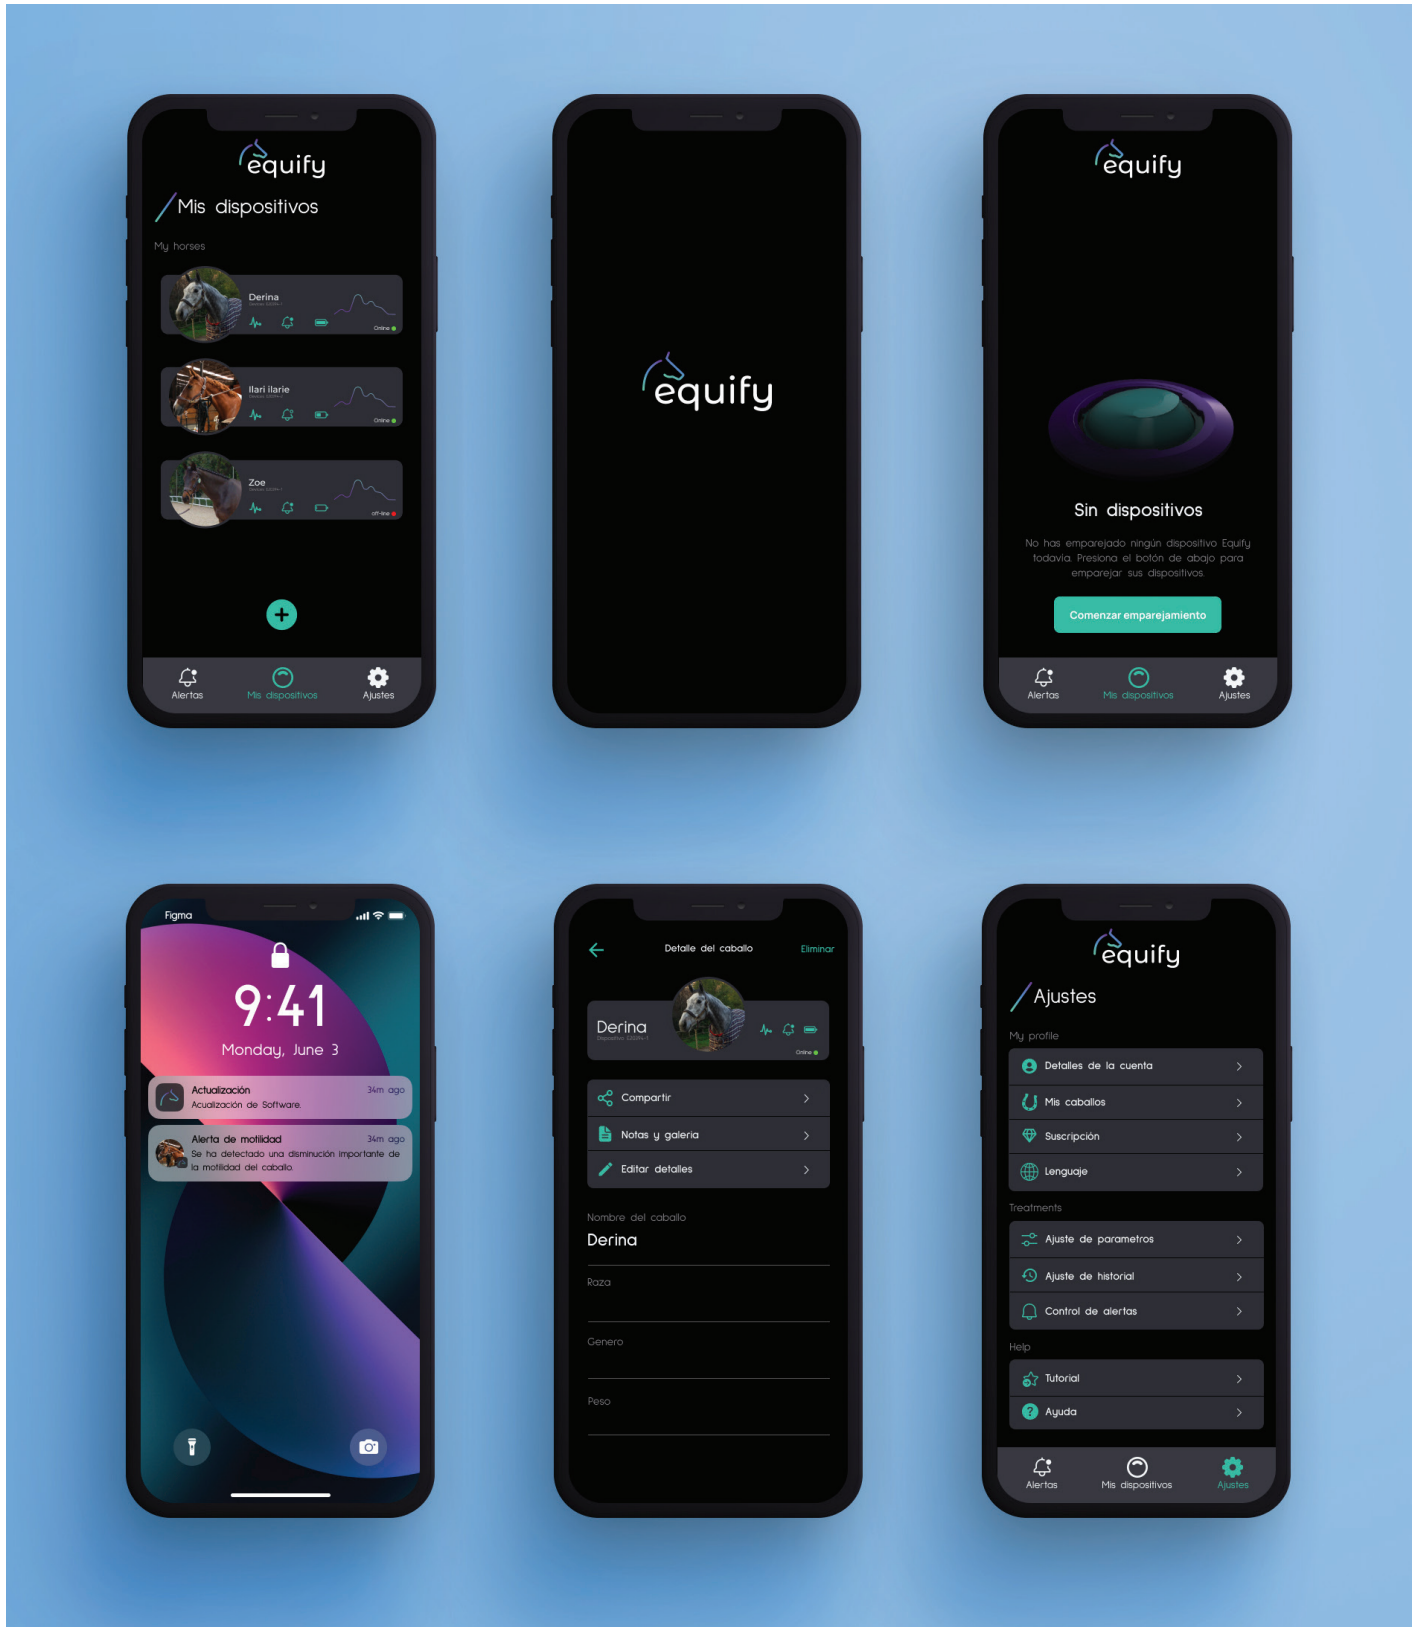 equify
Mis dispositivos
My horses
Derina
Online
Ilari ilarie
Online
Zoe
off-line
Alertas
Mis dispositivos
Ajustes
equify
equify
Sin dispositivos
No has emparejado ningún dispositivo Equify
todavía. Presiona el botón de abajo para
emparejar sus dispositivos
Comenzar emparejamiento
Alertas
Mis dispositivos
Ajustes
Figma
9:41
Monday, June 3
Actualización 34m ago
Acualización de Software.
Alerta de motilidad 34m ago
Se ha detectado una disminución importante de
la motilidad del caballo.
Detalle del caballo Eliminar
Derina
Online
Compartir
Notas y galeria
Editar detalles
Nombre del caballo
Derina
Raza
Genero
Peso
equify
Ajustes
My profile
Detalles de la cuenta
Mis caballos
Suscripción
Lenguaje
Treatments
Ajuste de parametros
Ajuste de historial
Control de alertas
Help
Tutorial
Ayuda
Alertas
Mis dispositivos
Ajustes